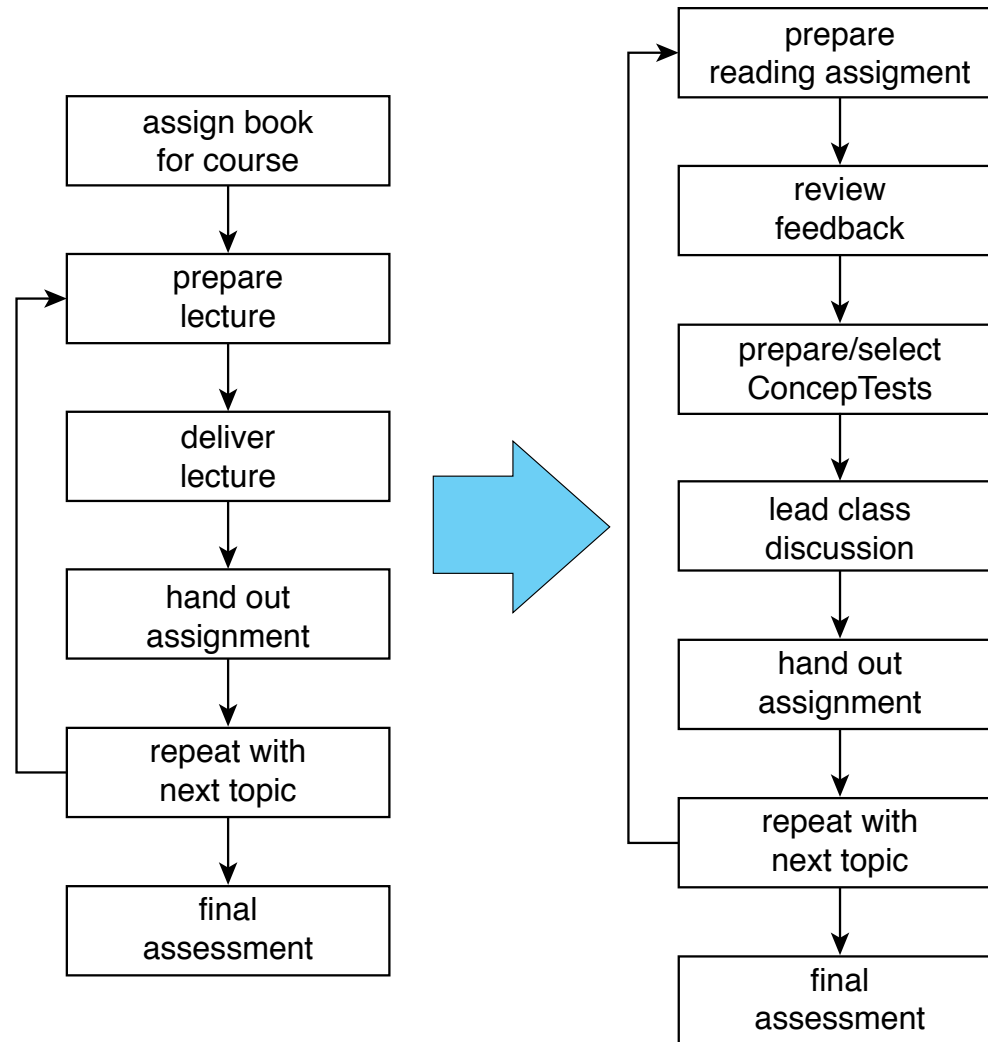 assign book
for course
prepare
lecture
deliver
lecture
hand out
assignment
repeat with
next topic
final
assessment
prepare
reading assigment
review
feedback
prepare/select
ConcepTests
lead class
discussion
hand out
assignment
repeat with
next topic
final
assessment